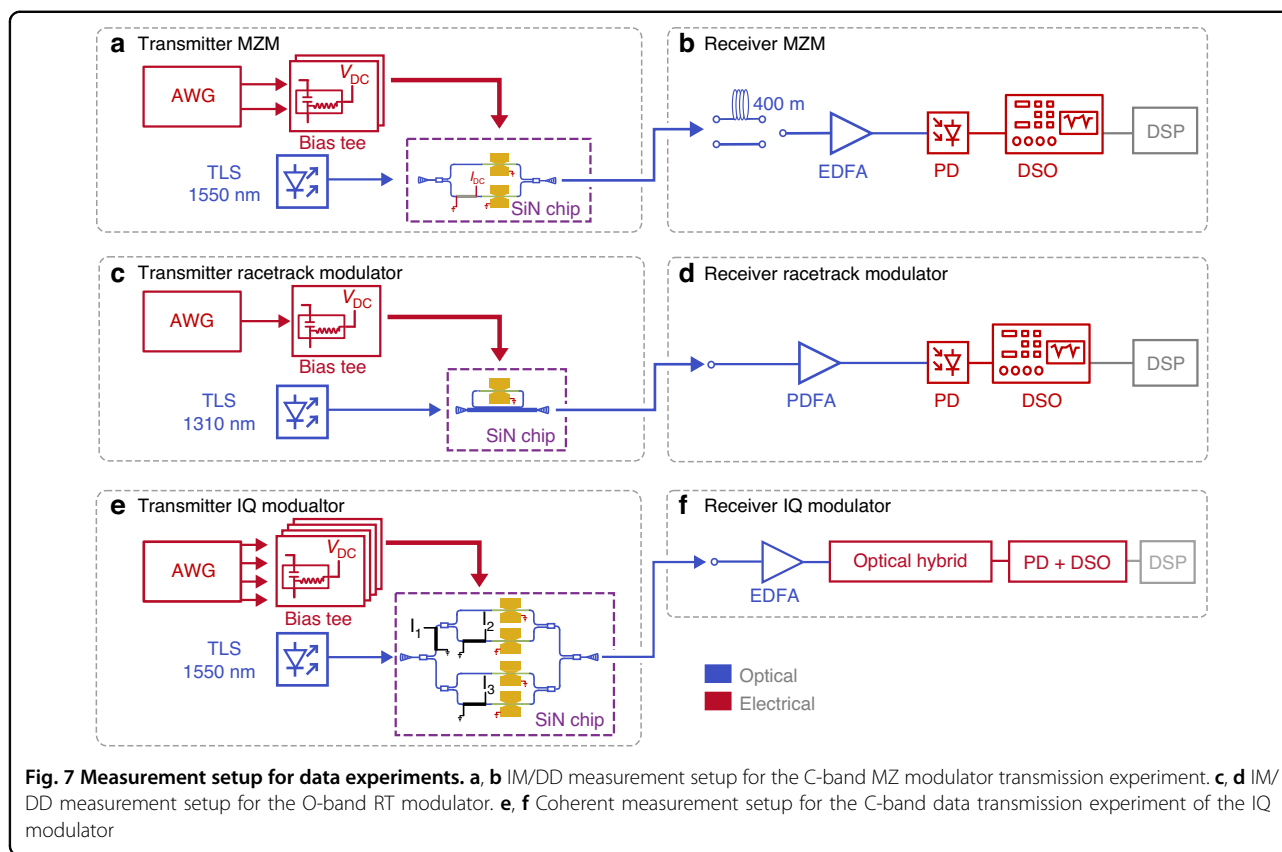 a Transmitter MZM
AWG
V_DC
Bias tee
TLS
1550 nm
I_DC
SiN chip
b Receiver MZM
400 m
EDFA
PD
DSO
DSP
c Transmitter racetrack modulator
AWG
V_DC
Bias tee
TLS
1310 nm
SiN chip
d Receiver racetrack modulator
PDFA
PD
DSO
DSP
e Transmitter IQ modualtor
AWG
V_DC
Bias tee
TLS
1550 nm
I_1
I_2
I_3
SiN chip
f Receiver IQ modulator
EDFA
Optical hybrid
PD + DSO
DSP
Optical
Electrical
Fig. 7 Measurement setup for data experiments. a, b IM/DD measurement setup for the C-band MZ modulator transmission experiment. c, d IM/
DD measurement setup for the O-band RT modulator. e, f Coherent measurement setup for the C-band data transmission experiment of the IQ
modulator